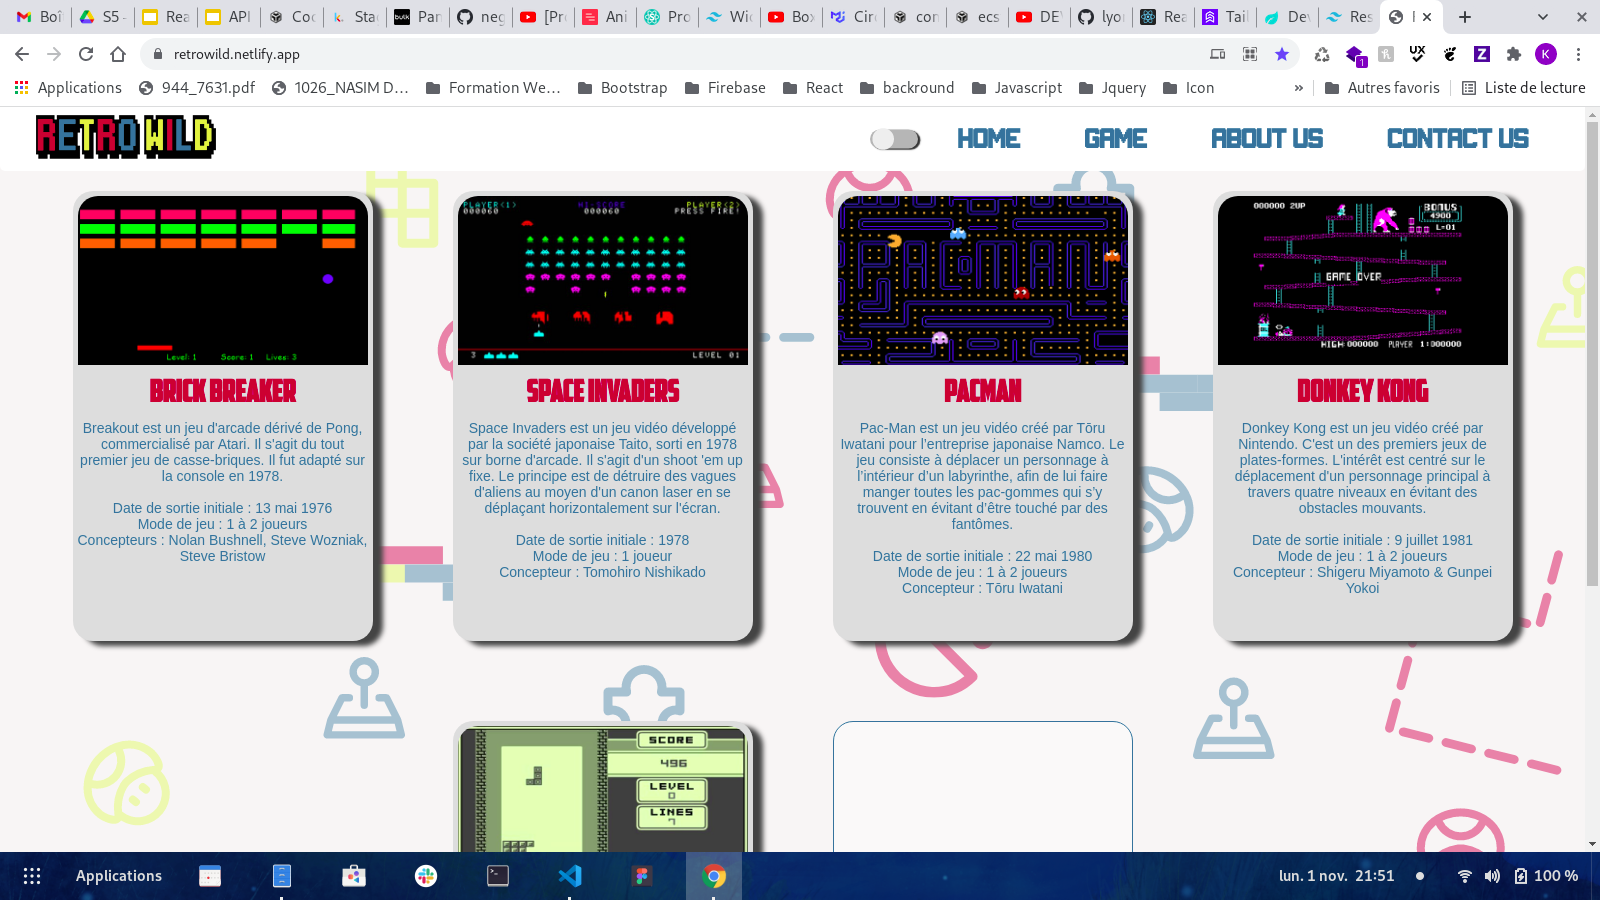 Boî
S5 -
Rea
API
Coo
Sta
Pan
neg
[Pr
Ani
Pro
Wi
Box
Circ
con
ecs
DE
lyo
Rea
Tail
Dev
Res
retrowild.netlify.app
1
K
Applications
944_7631.pdf
1026_NASIM D…
Formation We…
Bootstrap
Firebase
React
backround
Javascript
Jquery
Icon
»
Autres favoris
Liste de lecture
RETRO WILD
HOME
GAME
ABOUT US
CONTACT US
Level: 1 Score: 1 Lives: 3
BRICK BREAKER
Breakout est un jeu d'arcade dérivé de Pong,
commercialisé par Atari. Il s'agit du tout
premier jeu de casse-briques. Il fut adapté sur
la console en 1978.
Date de sortie initiale : 13 mai 1976
Mode de jeu : 1 à 2 joueurs
Concepteurs : Nolan Bushnell, Steve Wozniak,
Steve Bristow
PLAYER(1) HI-SCORE PLAYER(2)
000060 000060 PRESS FIRE!
3 LEVEL 01
SPACE INVADERS
Space Invaders est un jeu vidéo développé
par la société japonaise Taito, sorti en 1978
sur borne d'arcade. Il s'agit d'un shoot 'em up
fixe. Le principe est de détruire des vagues
d'aliens au moyen d'un canon laser en se
déplaçant horizontalement sur l'écran.
Date de sortie initiale : 1978
Mode de jeu : 1 joueur
Concepteur : Tomohiro Nishikado
PACMAN
PACMAN
Pac-Man est un jeu vidéo créé par Tōru
Iwatani pour l’entreprise japonaise Namco. Le
jeu consiste à déplacer un personnage à
l’intérieur d’un labyrinthe, afin de lui faire
manger toutes les pac-gommes qui s’y
trouvent en évitant d’être touché par des
fantômes.
Date de sortie initiale : 22 mai 1980
Mode de jeu : 1 à 2 joueurs
Concepteur : Tōru Iwatani
000000 2UP
BONUS
4900
L=01
GAME OVER
HIGH:000000 PLAYER 1:000000
DONKEY KONG
Donkey Kong est un jeu vidéo créé par
Nintendo. C'est un des premiers jeux de
plates-formes. L'intérêt est centré sur le
déplacement d'un personnage principal à
travers quatre niveaux en évitant des
obstacles mouvants.
Date de sortie initiale : 9 juillet 1981
Mode de jeu : 1 à 2 joueurs
Concepteur : Shigeru Miyamoto & Gunpei
Yokoi
SCORE
496
LEVEL
0
LINES
7
Applications
lun. 1 nov. 21:51
100 %